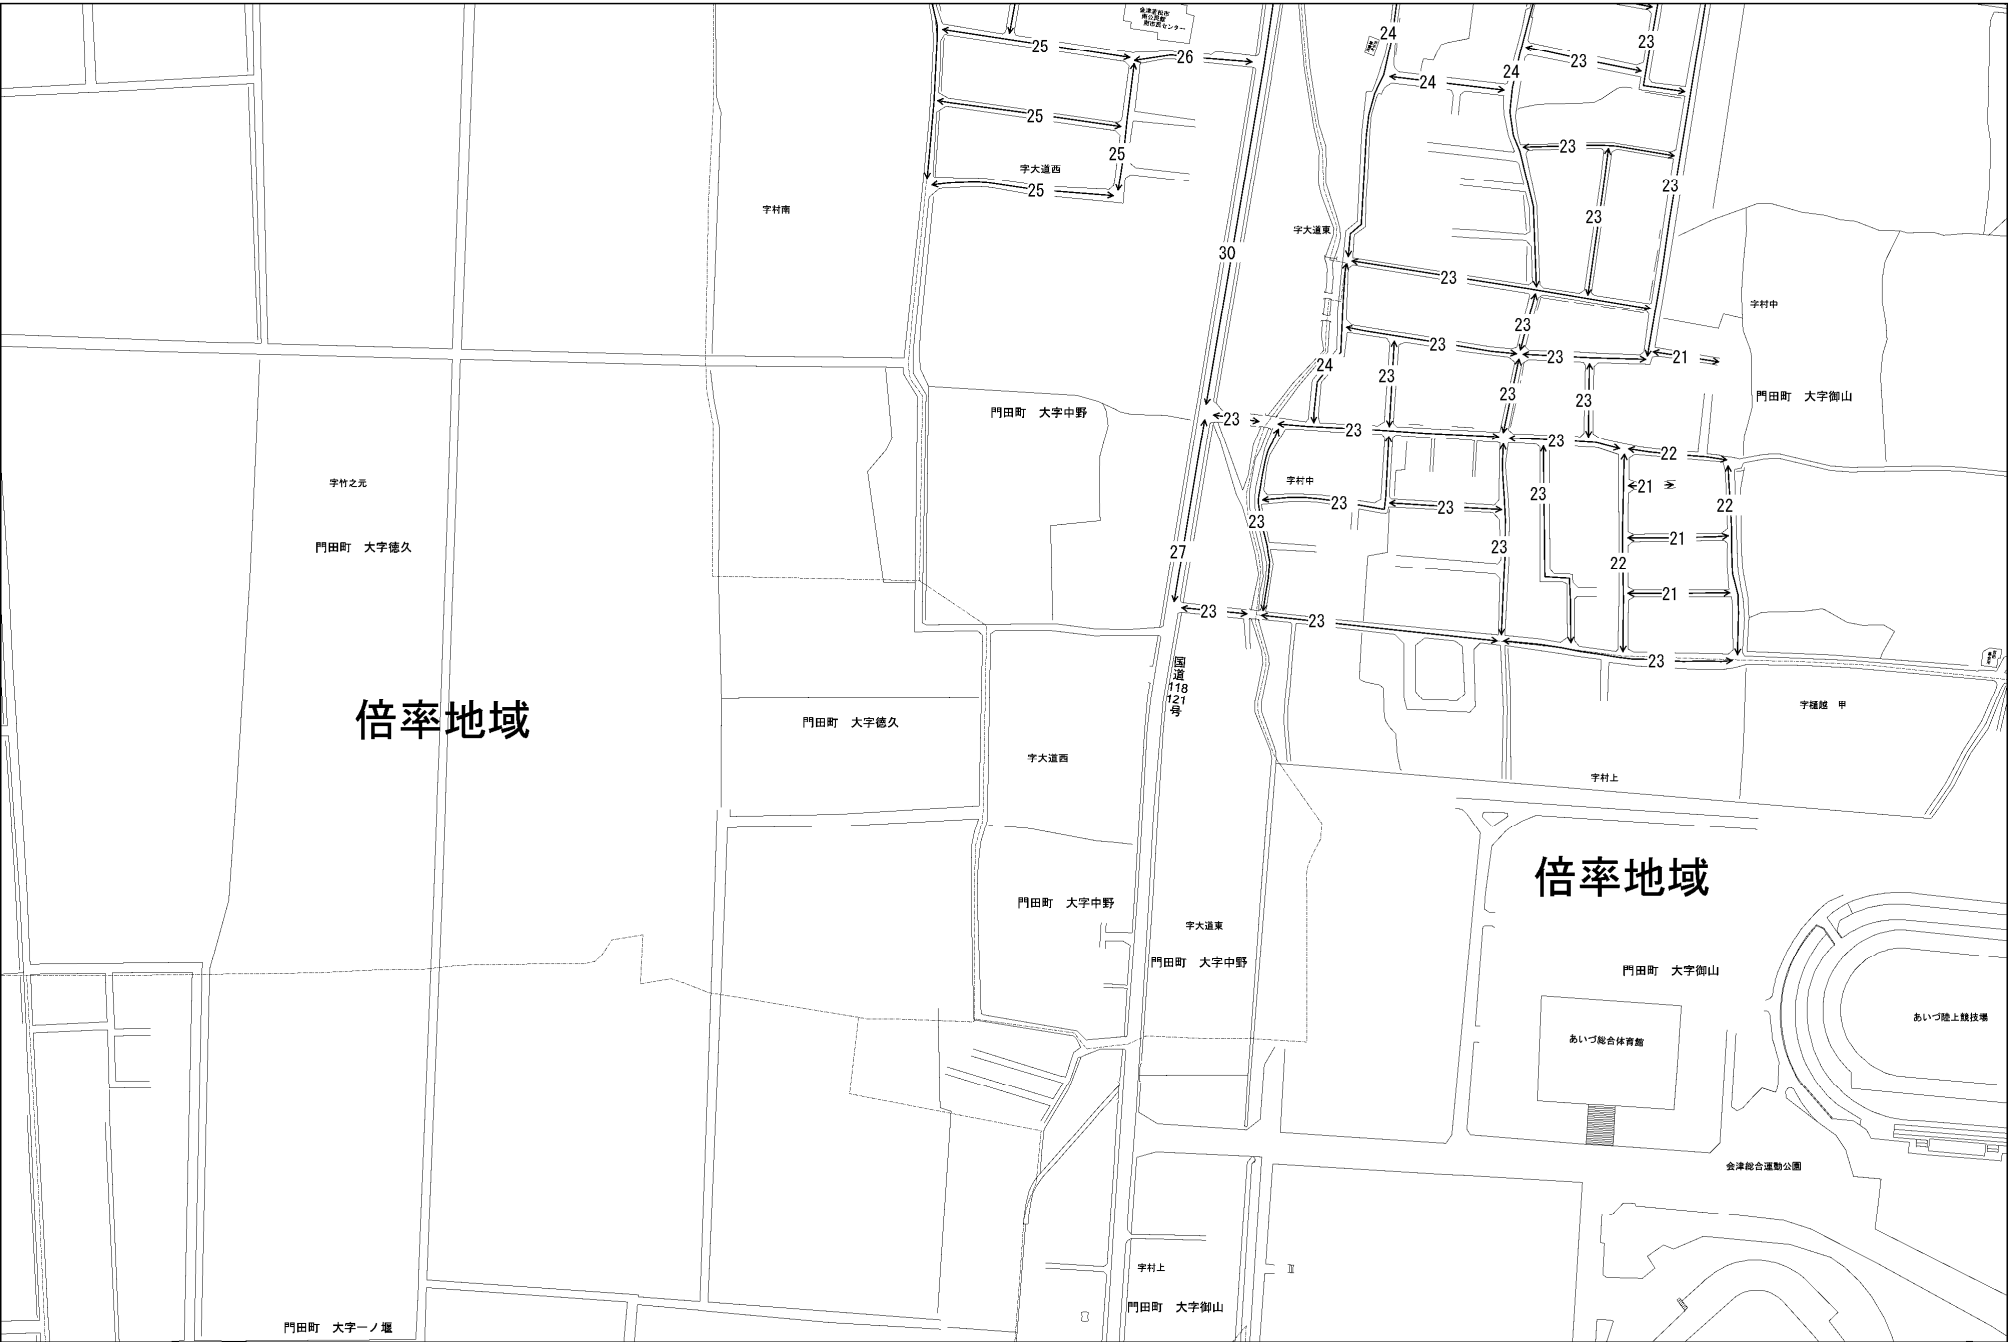 会津若松市
南公民館
24
25
26
23
24
23
24
25
23
25
字大道西
23
25
23
字村南
23
字大道東
30
23
字村中
23
23
23
21
24
23
23
23
門田町　大字御山
門田町　大字中野
23
23
23
22
字竹之元
字村中
21
23
22
23
23
23
23
門田町　大字徳久
27
21
22
21
23
23
23
国道
118
121
号
字樋越　甲
倍率地域
門田町　大字徳久
字大道西
字村上
倍率地域
門田町　大字中野
字大道東
門田町　大字中野
門田町　大字御山
あいづ陸上競技場
あいづ総合体育館
会津総合運動公園
字村上
門田町　大字御山
門田町　大字一ノ堰